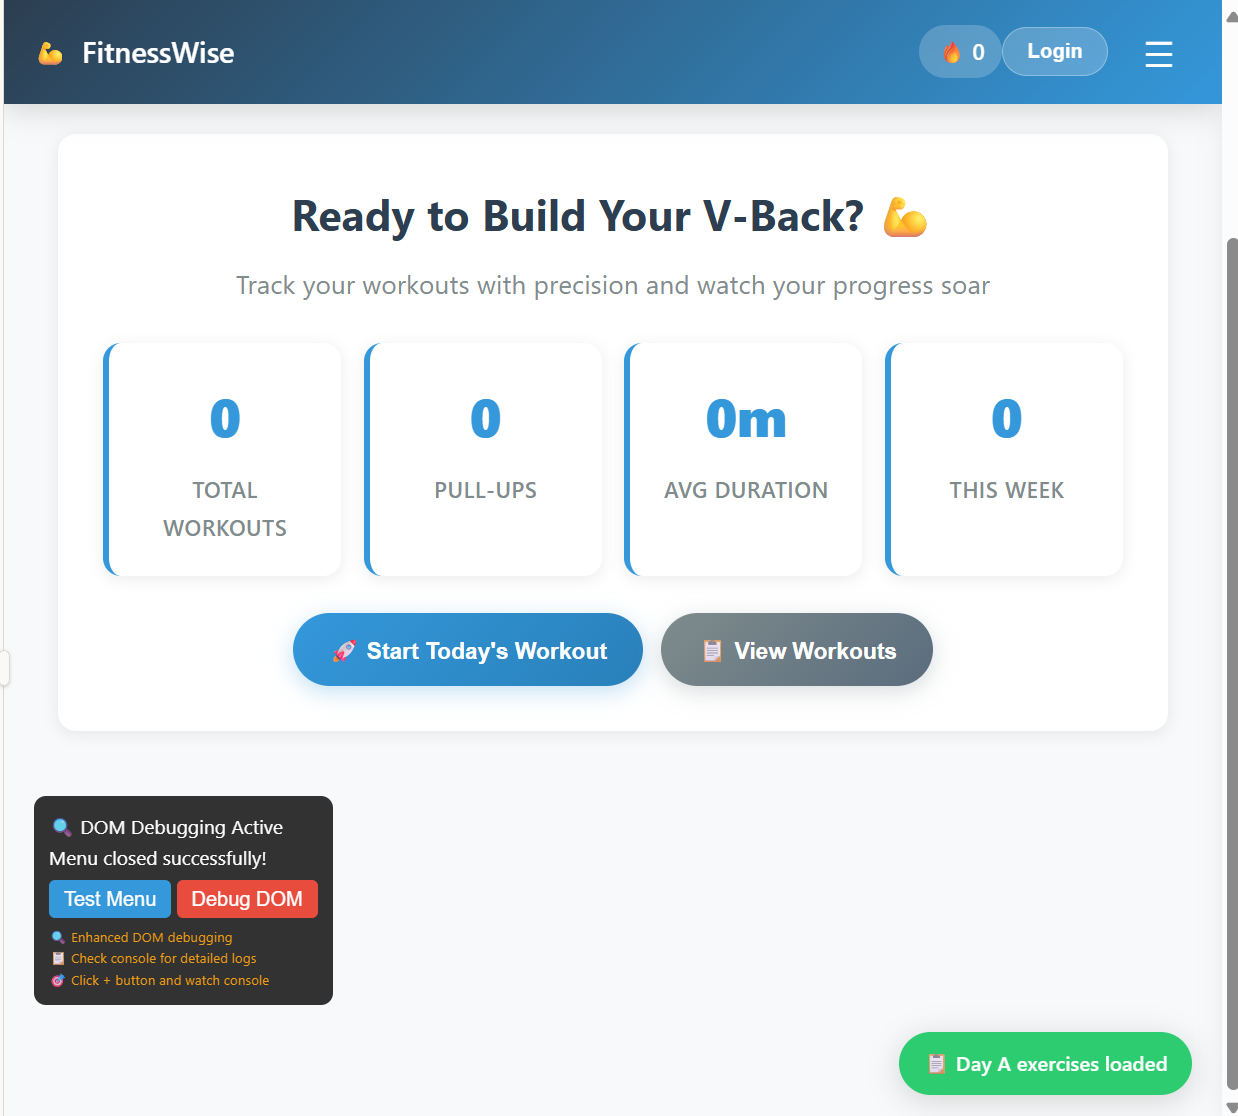 💪 FitnessWise
🔥 0
Login
Ready to Build Your V-Back? 💪
Track your workouts with precision and watch your progress soar
0
TOTAL
WORKOUTS
0
PULL-UPS
0m
AVG DURATION
0
THIS WEEK
🚀 Start Today's Workout
📋 View Workouts
🔍 DOM Debugging Active
Menu closed successfully!
Test Menu
Debug DOM
🔍 Enhanced DOM debugging
📋 Check console for detailed logs
🎯 Click + button and watch console
📋 Day A exercises loaded